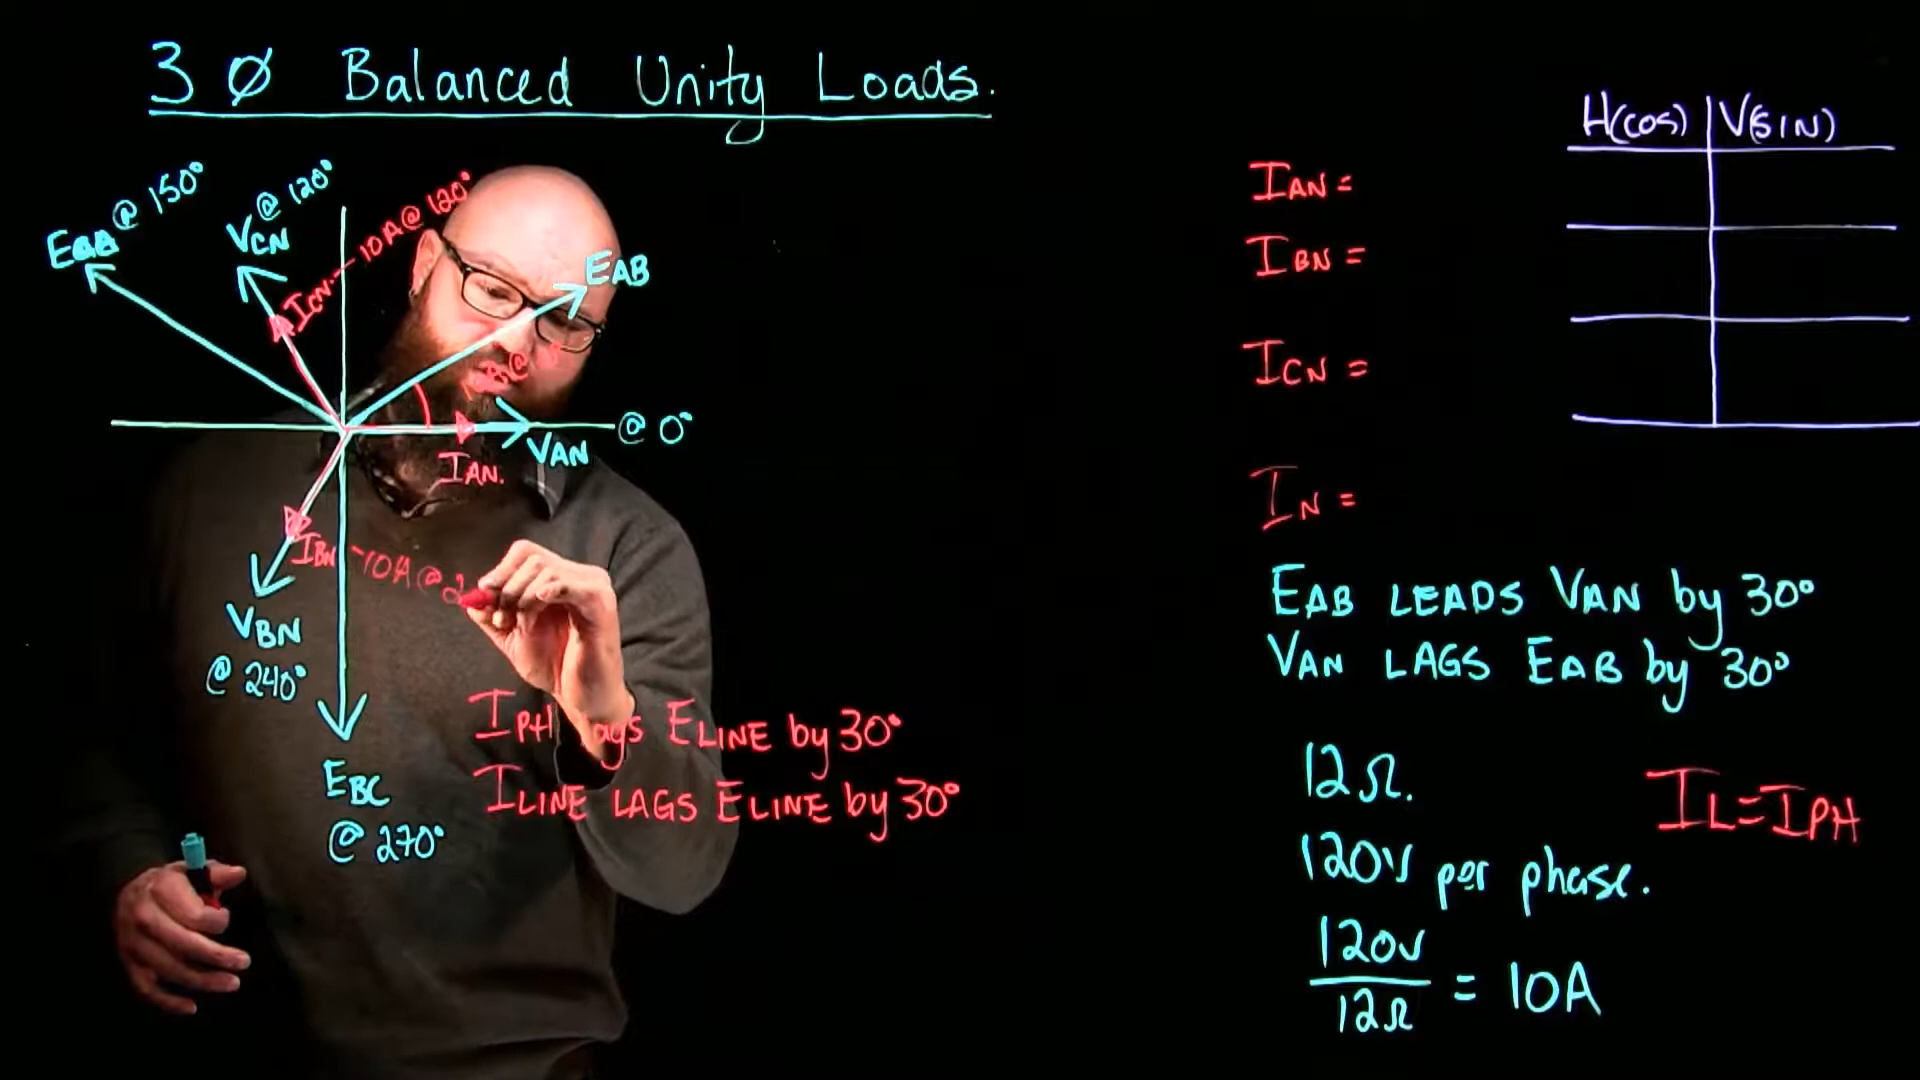 3 Ø Balanced Unity Loads.
@ 150°
@ 120°
VCN
10A@120°
ICN.
EAB
@ 0°
VAN
IAN.
IBN
10A@2
VBN
@ 240°
EBC
@ 270°
IPH lags ELINE by 30°
ILINE LAGS ELINE by 30°
H(cos) V(SIN)
IAN =
IBN =
ICN =
IN =
EAB LEADS VAN by 30°
VAN LAGS EAB by 30°
12Ω.
IL=IPH
120V per phase.
120V
12Ω
= 10A